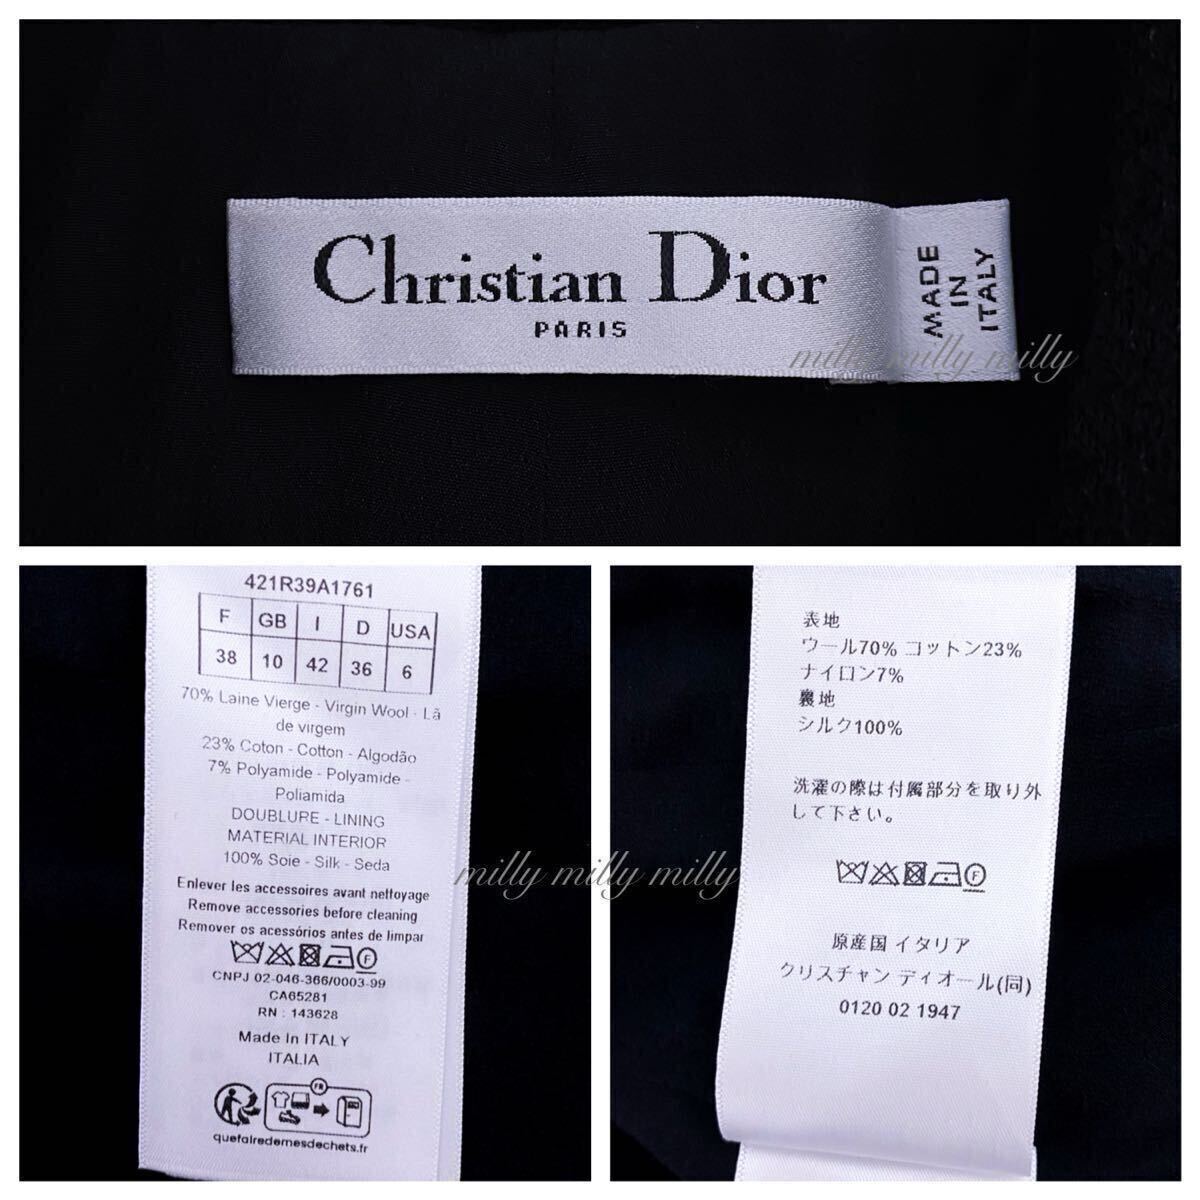 Christian Dior
PARIS
MADE
IN
ITALY
milly milly milly
421R39A1761
F GB I D USA
38 10 42 36 6
70% Laine Vierge - Virgin Wool - Lã
de virgem
23% Coton - Cotton - Algodão
7% Polyamide - Polyamide -
Poliamida
DOUBLURE - LINING
MATERIAL INTERIOR
100% Soie - Silk - Seda
Enlever les accessoires avant nettoyage
Remove accessories before cleaning
Remover os acessórios antes de limpar
F
CNPJ 02-046-366/0003-99
CA65281
RN : 143628
Made In ITALY
ITALIA
FR
quefairedemesdechets.fr
milly milly milly
表地
ウール70% コットン23%
ナイロン7%
裏地
シルク100%
洗濯の際は付属部分を取り外
して下さい。
F
原産国 イタリア
クリスチャン ディオール(同)
0120 02 1947